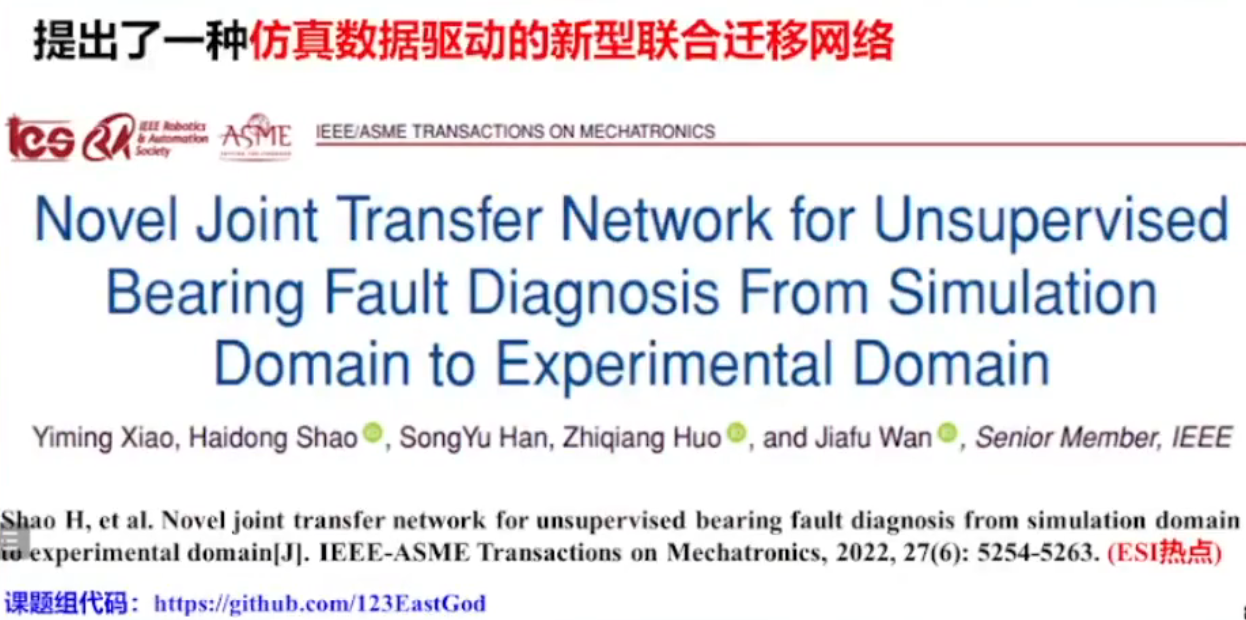 提出了一种仿真数据驱动的新型联合迁移网络
ies RA IEEE Robotics & Automation Society ASME IEEE/ASME TRANSACTIONS ON MECHATRONICS
Novel Joint Transfer Network for Unsupervised
Bearing Fault Diagnosis From Simulation
Domain to Experimental Domain
Yiming Xiao, Haidong Shao, SongYu Han, Zhiqiang Huo, and Jiafu Wan, Senior Member, IEEE
Shao H, et al. Novel joint transfer network for unsupervised bearing fault diagnosis from simulation domain
to experimental domain[J]. IEEE-ASME Transactions on Mechatronics, 2022, 27(6): 5254-5263. (ESI热点)
课题组代码：https://github.com/123EastGod